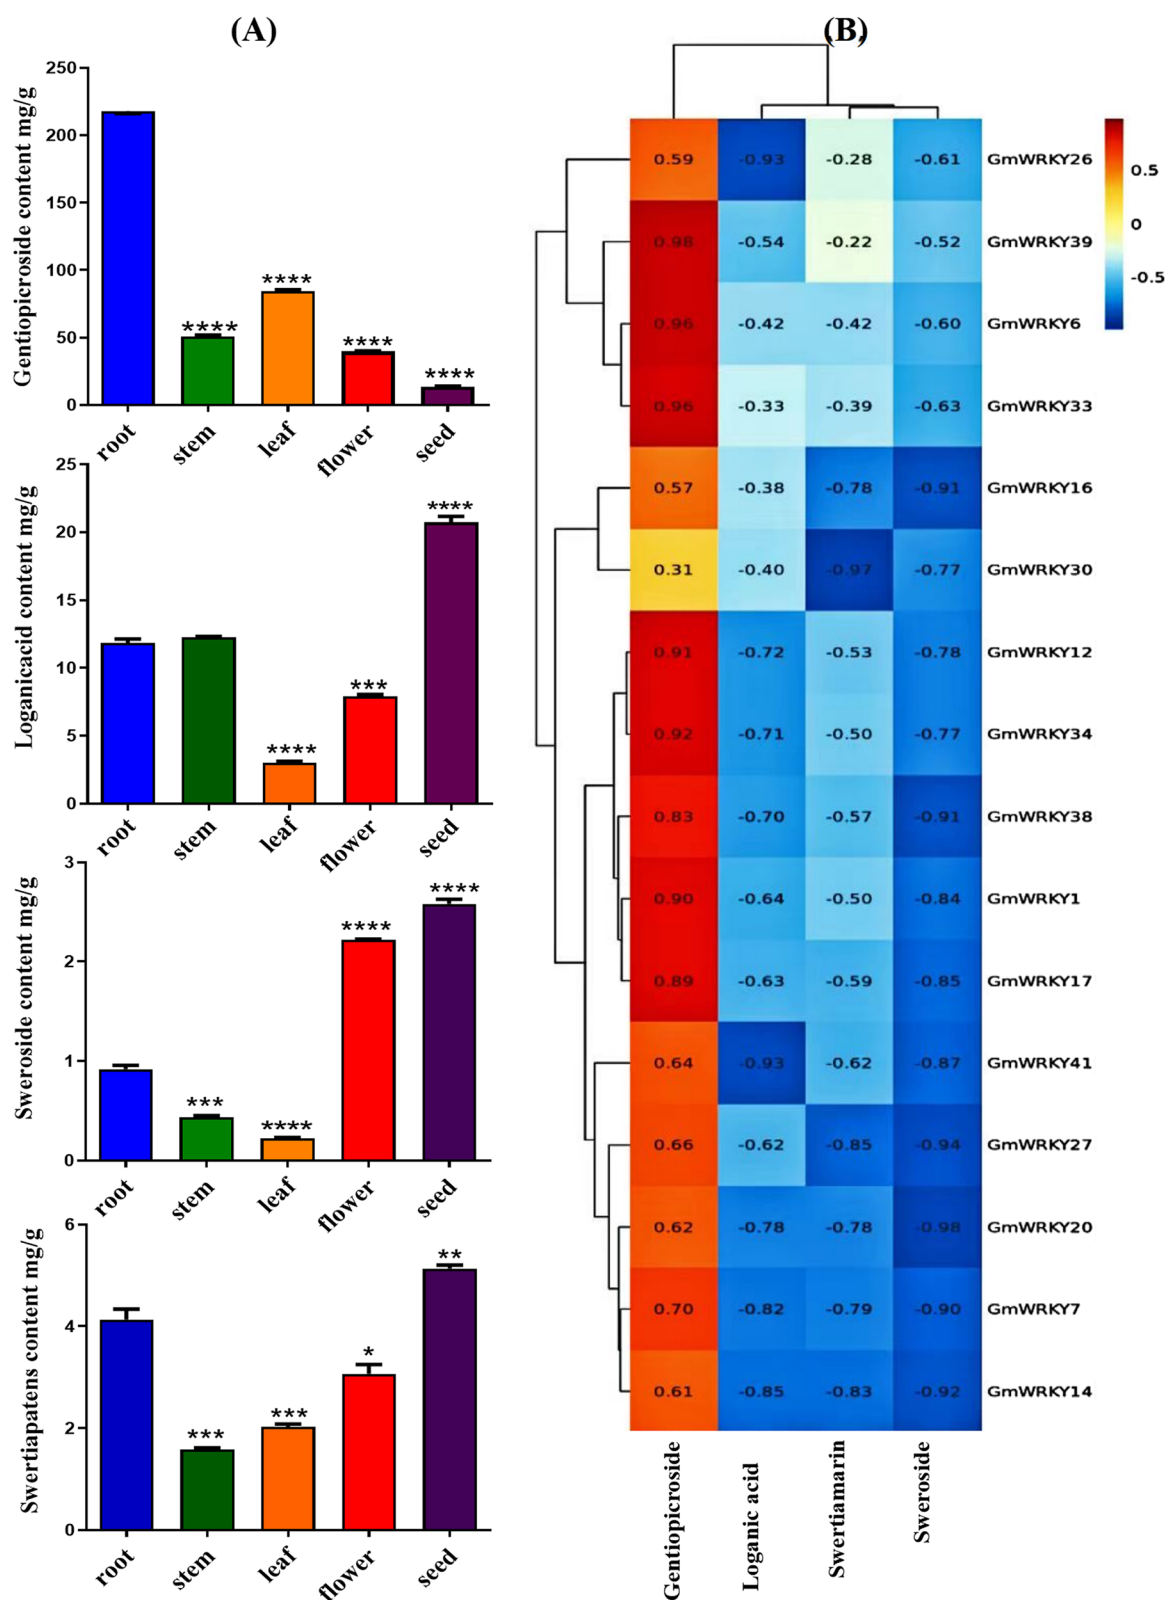 (A)
Gentiopicroside content mg/g
250
200
150
100
50
0
****
****
****
****
root
stem
leaf
flower
seed
Loganicacid content mg/g
25
20
15
10
5
0
****
***
****
root
stem
leaf
flower
seed
Sweroside content mg/g
3
2
1
0
***
****
****
****
root
stem
leaf
flower
seed
Swertiapatens content mg/g
6
4
2
0
***
***
*
**
root
stem
leaf
flower
seed
(B)
0.59 -0.93 -0.28 -0.61 GmWRKY26
0.98 -0.54 -0.22 -0.52 GmWRKY39
0.96 -0.42 -0.42 -0.60 GmWRKY6
0.96 -0.33 -0.39 -0.63 GmWRKY33
0.57 -0.38 -0.78 -0.91 GmWRKY16
0.31 -0.40 -0.97 -0.77 GmWRKY30
0.91 -0.72 -0.53 -0.78 GmWRKY12
0.92 -0.71 -0.50 -0.77 GmWRKY34
0.83 -0.70 -0.57 -0.91 GmWRKY38
0.90 -0.64 -0.50 -0.84 GmWRKY1
0.89 -0.63 -0.59 -0.85 GmWRKY17
0.64 -0.93 -0.62 -0.87 GmWRKY41
0.66 -0.62 -0.85 -0.94 GmWRKY27
0.62 -0.78 -0.78 -0.98 GmWRKY20
0.70 -0.82 -0.79 -0.90 GmWRKY7
0.61 -0.85 -0.83 -0.92 GmWRKY14
Gentiopicroside
Loganic acid
Swertiamarin
Sweroside
0.5
0
-0.5